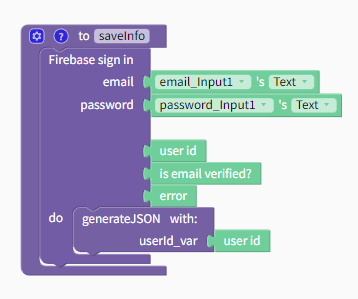 ? to saveInfo
Firebase sign in
email email_Input1 's Text
password password_Input1 's Text
user id
is email verified?
error
do generateJSON with:
userId_var user id